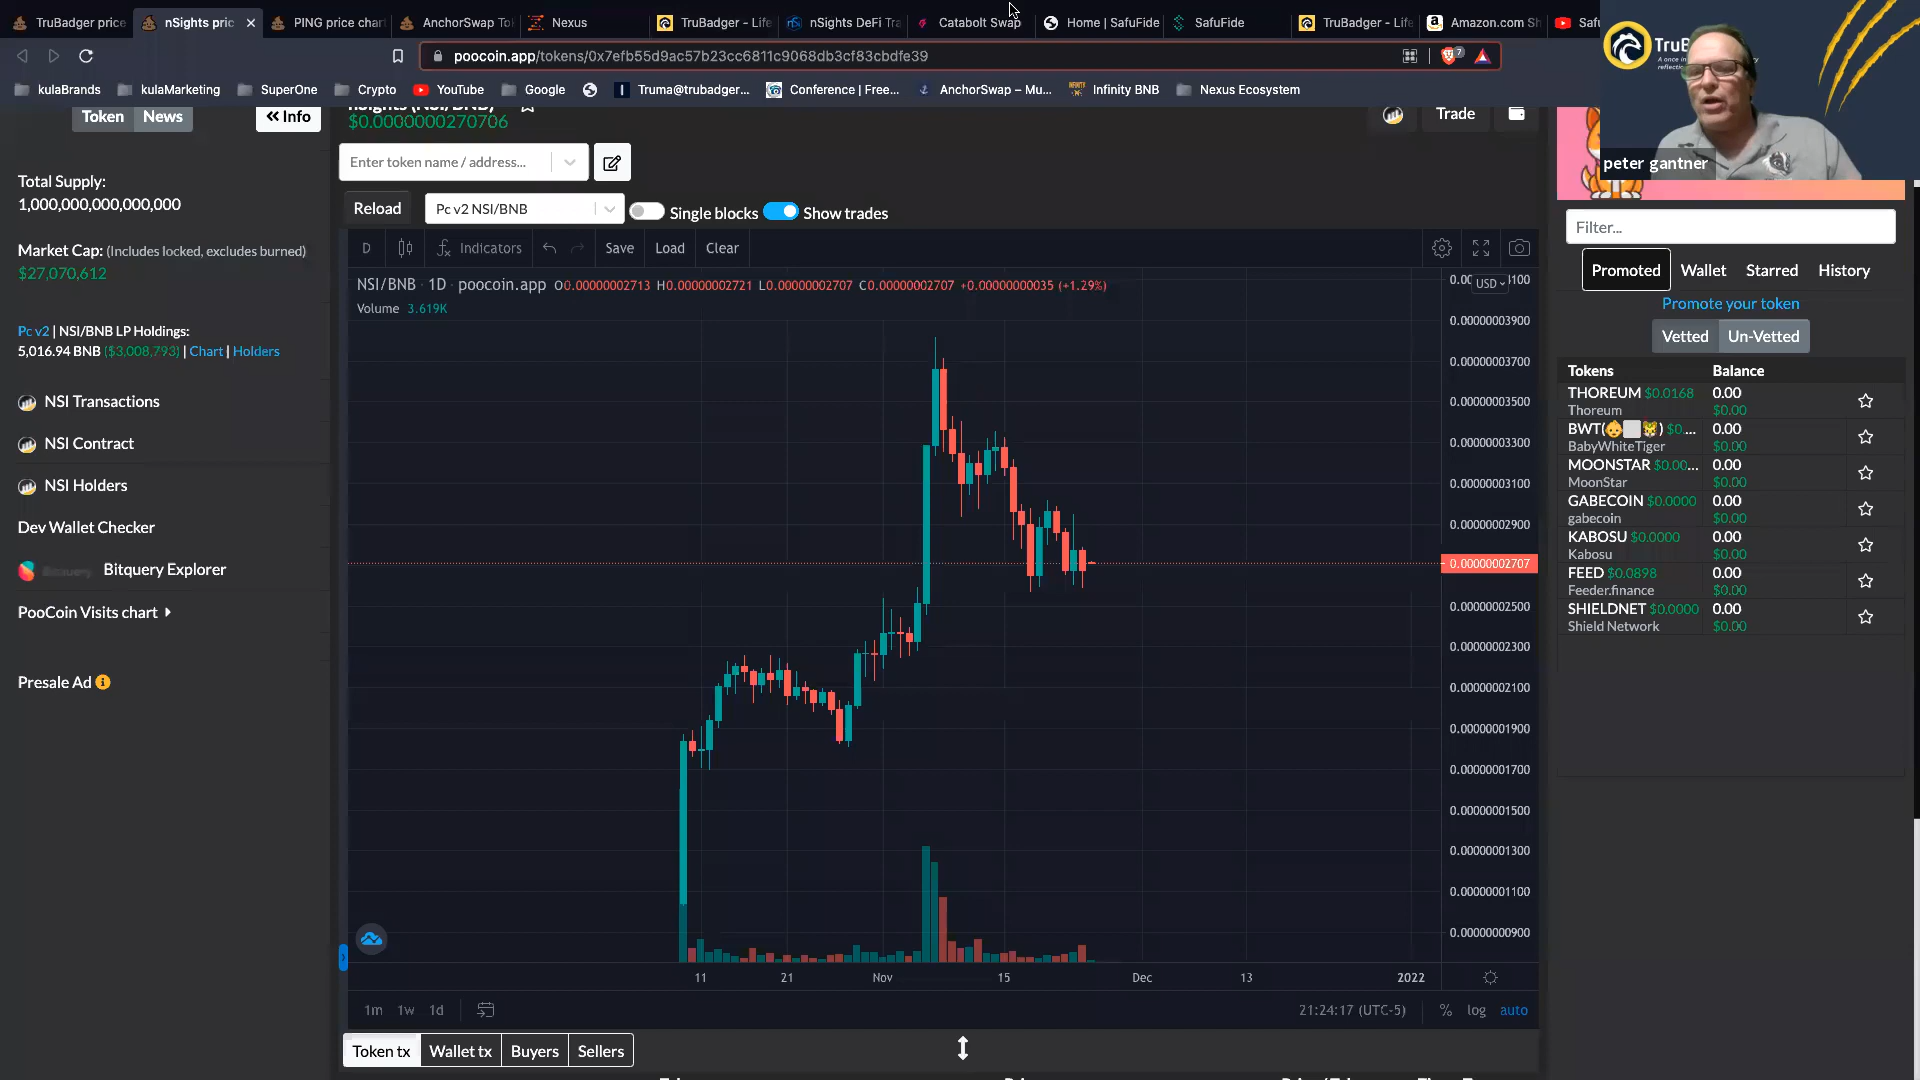 TruBadger price
nSights pric
PING price char
AnchorSwap To
Nexus
TruBadger - Life
nSights DeFi Tra
Catabolt Swap
Home | SafuFide
SafuFide
TruBadger - Life
Amazon.com Sh
Saf
poocoin.app/tokens/0x7efb55d9ac57b23cc6811c9068db3cf83cbdfe39
7
kulaBrands
kulaMarketing
SuperOne
Crypto
YouTube
Google
Truma@trubadger...
Conference | Free...
AnchorSwap – Mu...
Infinity BNB
Nexus Ecosystem
peter gantner
Token
News
Info
nSights (NSI/BNB)
$0.0000000270706
Trade
Enter token name / address...
Reload
Pc v2 NSI/BNB
Single blocks
Show trades
Total Supply:
1,000,000,000,000,000
Market Cap: (Includes locked, excludes burned)
$27,070,612
Pc v2 | NSI/BNB LP Holdings:
5,016.94 BNB ($3,008,793) | Chart | Holders
NSI Transactions
NSI Contract
NSI Holders
Dev Wallet Checker
Bitquery Explorer
PooCoin Visits chart
Presale Ad
D
Indicators
Save
Load
Clear
NSI/BNB · 1D · poocoin.app O0.00000002713 H0.00000002721 L0.00000002707 C0.00000002707 +0.00000000035 (+1.29%)
Volume 3.619K
USD
0.00000003900
0.00000003700
0.00000003500
0.00000003300
0.00000003100
0.00000002900
0.00000002707
0.00000002500
0.00000002300
0.00000002100
0.00000001900
0.00000001700
0.00000001500
0.00000001300
0.00000001100
0.00000000900
11
21
Nov
15
Dec
13
2022
1m
1w
1d
21:24:17 (UTC-5)
%
log
auto
Token tx
Wallet tx
Buyers
Sellers
Filter...
Promoted
Wallet
Starred
History
Promote your token
Vetted
Un-Vetted
Tokens
Balance
THOREUM $0.0168
0.00
Thoreum
$0.00
BWT(👶⬜🐯) $0....
0.00
BabyWhiteTiger
$0.00
MOONSTAR $0.00...
0.00
MoonStar
$0.00
GABECOIN $0.0000
0.00
gabecoin
$0.00
KABOSU $0.0000
0.00
Kabosu
$0.00
FEED $0.0898
0.00
Feeder.finance
$0.00
SHIELDNET $0.0000
0.00
Shield Network
$0.00